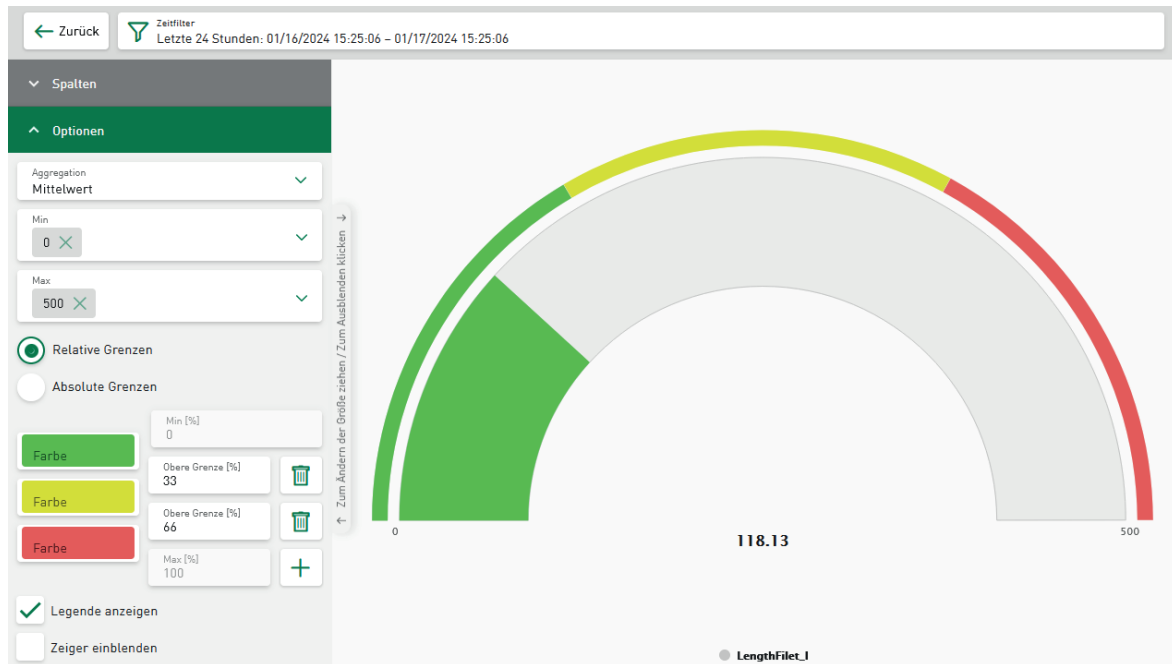 Zurück
Zeitfilter
Letzte 24 Stunden: 01/16/2024 15:25:06 – 01/17/2024 15:25:06
Spalten
Optionen
Aggregation
Mittelwert
Min
0
Max
500
Relative Grenzen
Absolute Grenzen
Min [%]
0
Farbe
Obere Grenze [%]
33
Farbe
Obere Grenze [%]
66
Farbe
Max [%]
100
Legende anzeigen
Zeiger einblenden
← Zum Ändern der Größe ziehen / Zum Ausblenden klicken →
0
118.13
500
LengthFilet_I